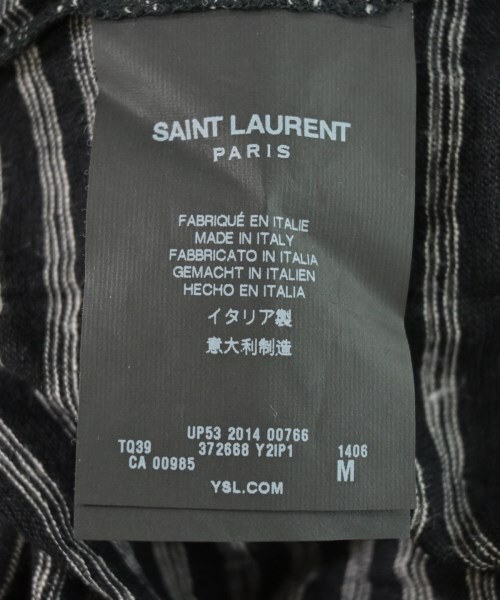 SAINT LAURENT
PARIS
FABRIQUÉ EN ITALIE
MADE IN ITALY
FABBRICATO IN ITALIA
GEMACHT IN ITALIEN
HECHO EN ITALIA
イタリア製
意大利制造
UP53 2014 00766
TQ39 372668 Y2IP1 1406
CA 00985 M
YSL.COM